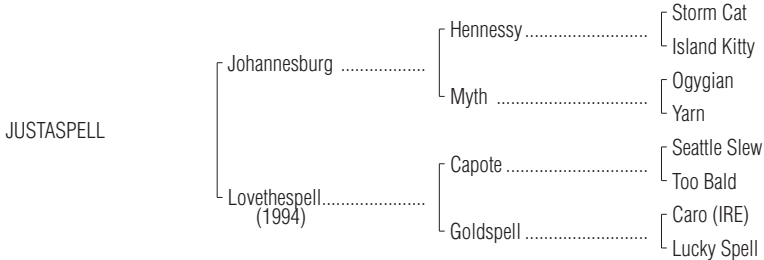 Storm Cat
Hennessy ..............................
Island Kitty
Johannesburg ....................
Ogygian
Myth ......................................
Yarn
JUSTASPELL
Seattle Slew
Capote ...................................
Too Bald
Lovethespell.........................
(1994)
Caro (IRE)
Goldspell ..............................
Lucky Spell